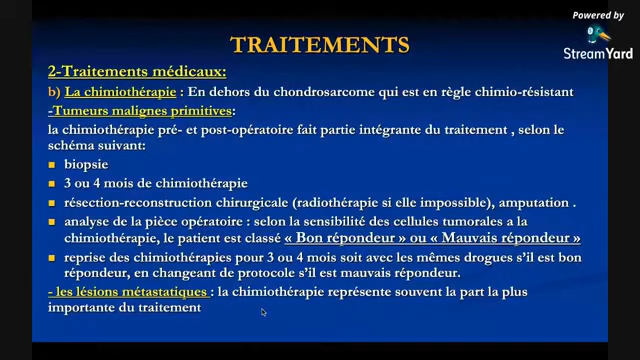 Powered by
StreamYard
TRAITEMENTS
2-Traitements médicaux:
b) La chimiothérapie : En dehors du chondrosarcome qui est en règle chimio-résistant
-Tumeurs malignes primitives:
la chimiothérapie pré- et post-opératoire fait partie intégrante du traitement , selon le
schéma suivant:
biopsie
3 ou 4 mois de chimiothérapie
résection-reconstruction chirurgicale (radiothérapie si elle impossible), amputation .
analyse de la pièce opératoire : selon la sensibilité des cellules tumorales a la
chimiothérapie, le patient est classé « Bon répondeur » ou « Mauvais répondeur »
reprise des chimiothérapies pour 3 ou 4 mois soit avec les mêmes drogues s’il est bon
répondeur, en changeant de protocole s’il est mauvais répondeur.
- les lésions métastatiques : la chimiothérapie représente souvent la part la plus
importante du traitement